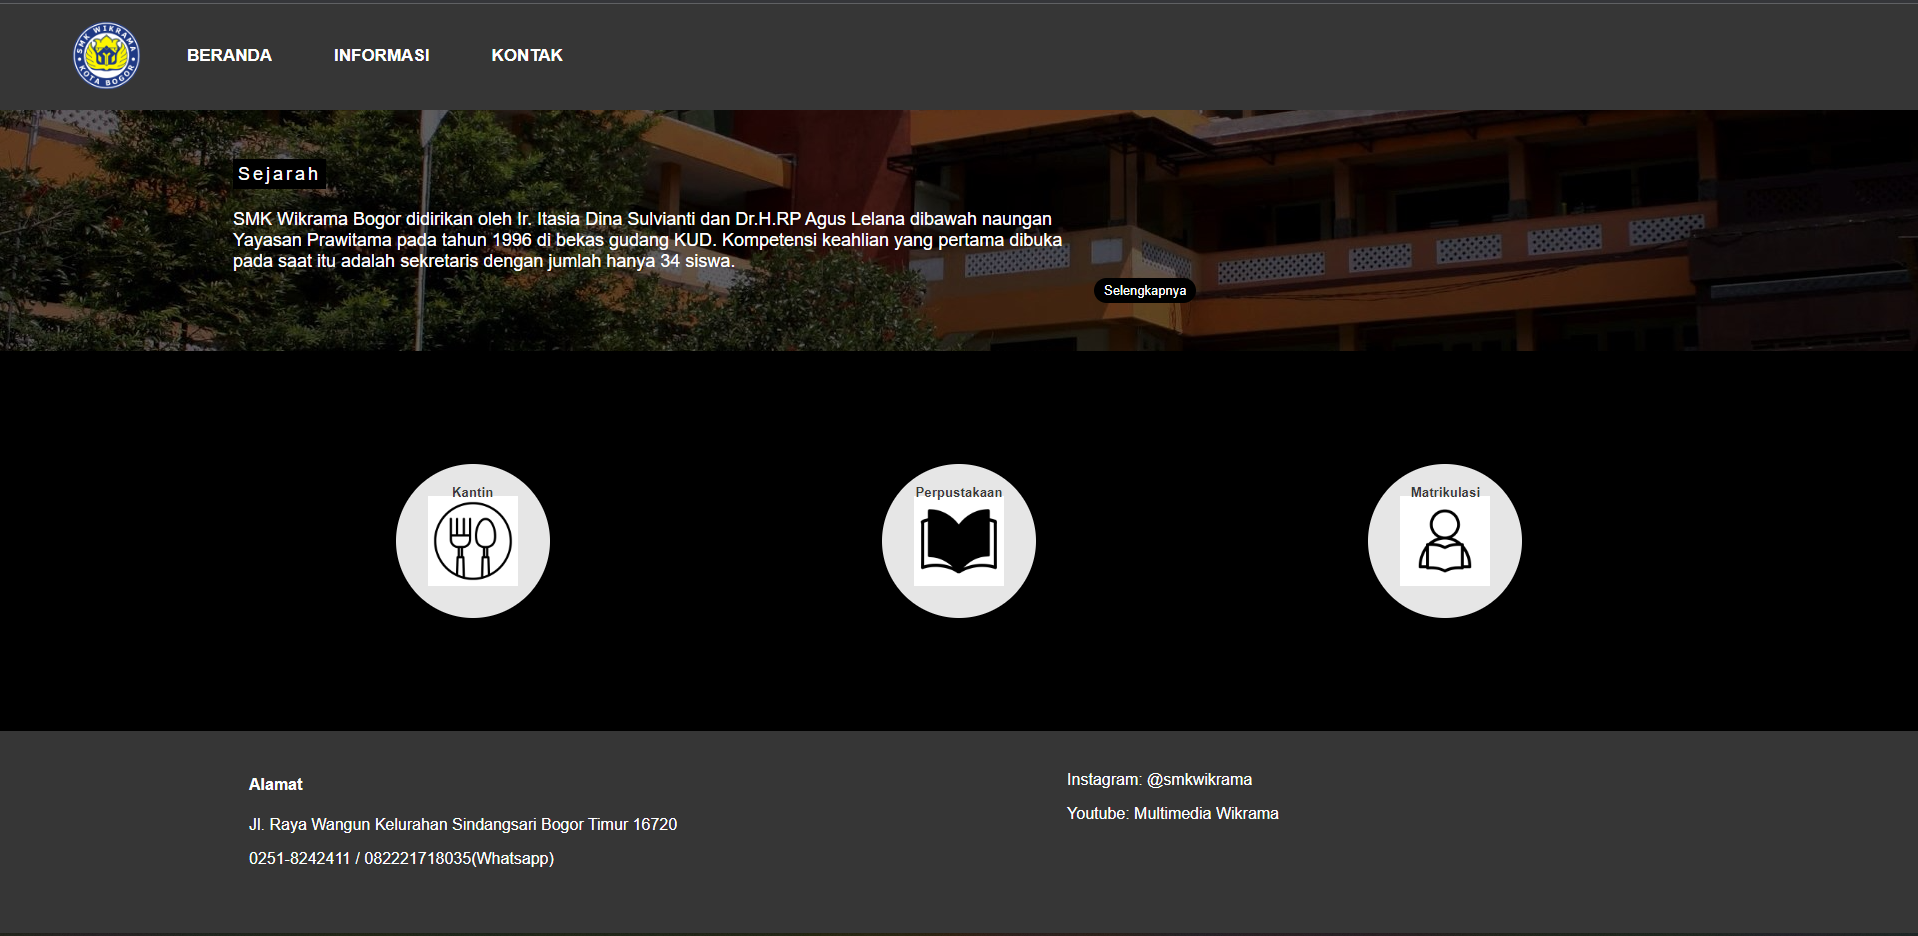 SMK WIKRAMA
KOTA BOGOR
BERANDA
INFORMASI
KONTAK
Sejarah
SMK Wikrama Bogor didirikan oleh Ir. Itasia Dina Sulvianti dan Dr.H.RP Agus Lelana dibawah naungan
Yayasan Prawitama pada tahun 1996 di bekas gudang KUD. Kompetensi keahlian yang pertama dibuka
pada saat itu adalah sekretaris dengan jumlah hanya 34 siswa.
Selengkapnya
Kantin
Perpustakaan
Matrikulasi
Alamat
Jl. Raya Wangun Kelurahan Sindangsari Bogor Timur 16720
0251-8242411 / 082221718035(Whatsapp)
Instagram: @smkwikrama
Youtube: Multimedia Wikrama